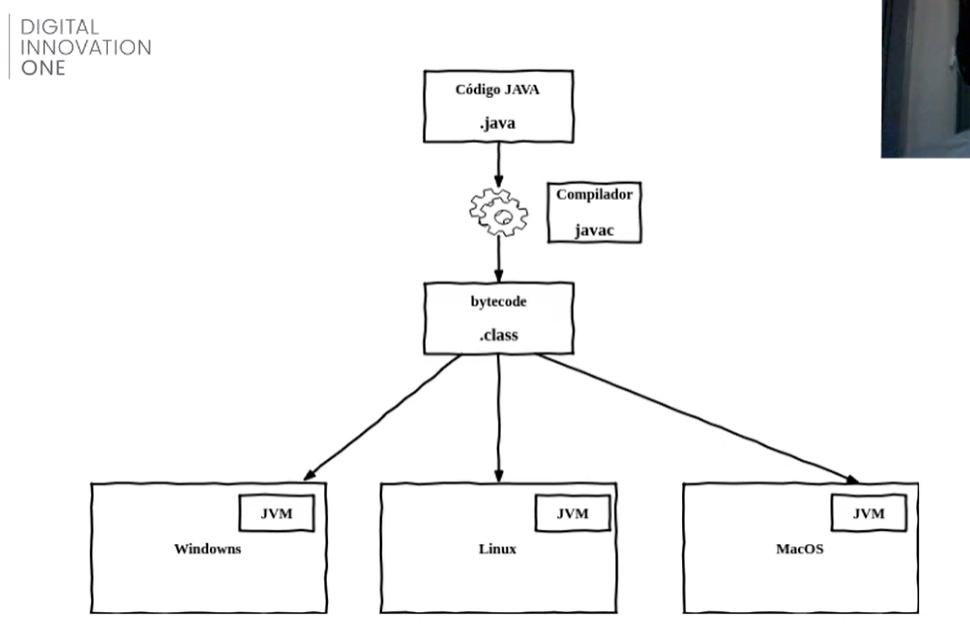 DIGITAL
INNOVATION
ONE
Código JAVA
.java
Compilador
javac
bytecode
.class
JVM
Windowns
JVM
Linux
JVM
MacOS